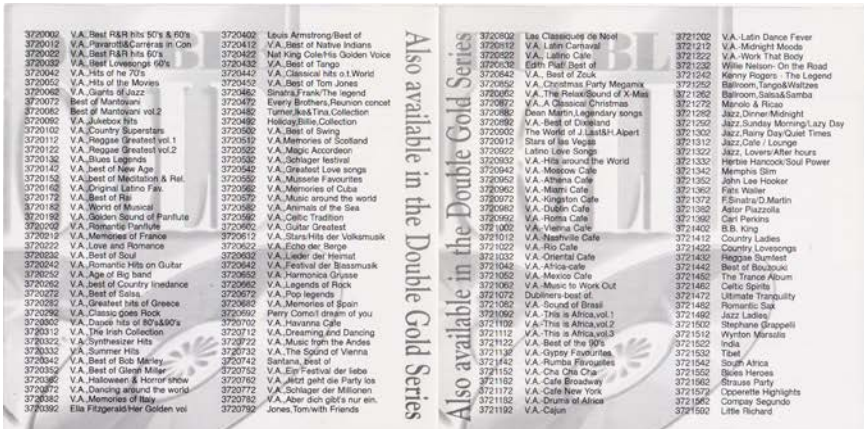 3720002 V.A.,Best R&R hits 50's & 60's
3720012 V.A.,Pavarotti&Carreras in Con
3720022 V.A.,Best R&R hits 60's
3720032 V.A.,Best Lovesongs 60's
3720042 V.A.,Hits of the 70's
3720052 V.A.,Hits of the Movies
3720062 V.A.,Giants of Jazz
3720072 Best of Mantovani
3720082 Best of Mantovani vol.2
3720092 V.A.,Jukebox hits
3720102 V.A.,Country Superstars
3720112 V.A.,Reggae Greatest vol.1
3720122 V.A.,Reggae Greatest vol.2
3720132 V.A.,Blues Legends
3720142 V.A.,best of New Age
3720152 V.A.,best of Meditation & Rel.
3720162 V.A.,Original Latino Fav.
3720172 V.A.,Best of Rai
3720182 V.A.,World of Musical
3720192 V.A.,Golden Sound of Panflute
3720202 V.A.,Romantic Panflute
3720212 V.A.,Memories of France
3720222 V.A.,Love and Romance
3720232 V.A.,Best of Soul
3720242 V.A.,Romantic Hits on Guitar
3720252 V.A.,Age of Big band
3720262 V.A.,best of Country linedance
3720272 V.A.,Best of Salsa
3720282 V.A.,Greatest hits of Greece
3720292 V.A.,Classic goes Rock
3720302 V.A.,Dance hits of 80's&90's
3720312 V.A.,The Irish Collection
3720322 V.A.,Synthesizer Hits
3720332 V.A.,Summer Hits
3720342 V.A.,Best of Bob Marley
3720352 V.A.,Best of Glenn Miller
3720362 V.A.,Halloween & Horror show
3720372 V.A.,Dancing around the world
3720382 V.A.,Memories of Italy
3720392 Ella Fitzgerald/Her Golden voi
3720402 Louis Armstrong/Best of
3720412 V.A.,Best of Native Indians
3720422 Nat King Cole/His Golden Voice
3720432 V.A.,Best of Tango
3720442 V.A.,Classical hits o.t.World
3720452 V.A.,Best of Tom Jones
3720462 Sinatra,Frank/The legend
3720472 Everly Brothers,Reunion concet
3720482 Turner,Ike&Tina,Collection
3720492 Holiday,Billie,Collection
3720502 V.A.,Best of Swing
3720512 V.A.,Memories of Scotland
3720522 V.A.,Magic Accordeon
3720532 V.A.,Schlager festival
3720542 V.A.,Greatest Love songs
3720552 V.A.,Mussete Favourites
3720562 V.A.,Memories of Cuba
3720572 V.A.,Music around the world
3720582 V.A.,Animals of the Sea
3720592 V.A.,Celtic Tradition
3720602 V.A.,Guitar Greatest
3720612 V.A.,Stars/Hits der Volksmusik
3720622 V.A.,Echo der Berge
3720632 V.A.,Lieder der Heimat
3720642 V.A.,Festival der Blasmusik
3720652 V.A.,Harmonica Grusse
3720662 V.A.,Legends of Rock
3720672 V.A.,Pop legends
3720682 V.A.,Memories of Spain
3720692 Perry Como/I dream of you
3720702 V.A.,Havanna Cafe
3720712 V.A.,Dreaming and Dancing
3720722 V.A.,Music from the Andes
3720732 V.A.,The Sound of Vienna
3720742 Santana, best of
3720752 V.A.,Ein Festival der liebe
3720762 V.A.,Jetzt geht die Party los
3720772 V.A.,Schlager der Millionen
3720782 V.A.,Aber dich gibt's nur ein.
3720792 Jones,Tom/with Friends
Also available in the Double Gold Series
Also available in the Double Gold Series
3720802 Las Classiques de Noel
3720812 V.A., Latin Carnaval
3720822 V.A., Latino Cafe
3720832 Edith Piaf/Best of
3720842 V.A., Best of Zouk
3720852 V.A.,Christmas Party Megamix
3720862 V.A.,The Relax/Sound of X-Mas
3720872 V.A.,A Classical Christmas
3720882 Dean Martin,Legendary songs
3720892 V.A.-Best of Dixieland
3720902 The World of J.Last&H.Alpert
3720912 Stars of las Vegas
3720922 Latino Love Songs
3720932 V.A.-Hits around the World
3720942 V.A.-Moscow Cafe
3720952 V.A.-Athena Cafe
3720962 V.A.-Miami Cafe
3720972 V.A.-Kingston Cafe
3720982 V.A.-Dublin Cafe
3720992 V.A.-Roma Cafe
3721002 V.A.-Vienna Cafe
3721012 V.A.-Nashville Cafe
3721022 V.A.-Rio Cafe
3721032 V.A.-Oriental Cafe
3721042 V.A.-Africa-cafe
3721052 V.A.-Mexico Cafe
3721062 V.A.-Music to Work Out
3721072 Dubliners-best of.
3721082 V.A.-Sound of Brasil
3721092 V.A.-This is Africa,vol.1
3721102 V.A.-This is Africa,vol.2
3721112 V.A.-This is Africa,vol.3
3721122 V.A.-Best of the 90's
3721132 V.A.-Gypsy Favourites
3721142 V.A.-Rumba Favourites
3721152 V.A.-Cha Cha Cha
3721162 V.A.-Cafe Broadway
3721172 V.A.-Cafe New York
3721182 V.A.-Drums of Africa
3721192 V.A.-Cajun
3721202 V.A.-Latin Dance Fever
3721212 V.A.-Midnight Moods
3721222 V.A.-Work That Body
3721232 Willie Nelson- On the Road
3721242 Kenny Rogers - The Legend
3721252 Ballroom,Tango&Waltzes
3721262 Ballroom,Salsa&Samba
3721272 Manolo & Ricao
3721282 Jazz,Dinner/Midnight
3721292 Jazz,Sunday Morning/Lazy Day
3721302 Jazz,Rainy Day/Quiet Times
3721312 Jazz,Cafe / Lounge
3721322 Jazz, Lovers/After hours
3721332 Herbie Hancock/Soul Power
3721342 Memphis Slim
3721352 John Lee Hooker
3721362 Fats Waller
3721372 F.Sinatra/D.Martin
3721382 Astor Piazzolla
3721392 Carl Perkins
3721402 B.B. King
3721412 Country Ladies
3721422 Country Lovesongs
3721432 Reggae Sumfest
3721442 Best of Bouzouki
3721452 The Trance Album
3721462 Celtic Spirits
3721472 Ultimate Tranquility
3721482 Romantic Sax
3721492 Jazz Ladies
3721502 Stephane Grappelli
3721512 Wynton Marsalis
3721522 India
3721532 Tibet
3721542 South Africa
3721552 Blues Heroes
3721562 Strauss Party
3721572 Opperette Highlights
3721582 Compay Segundo
3721592 Little Richard